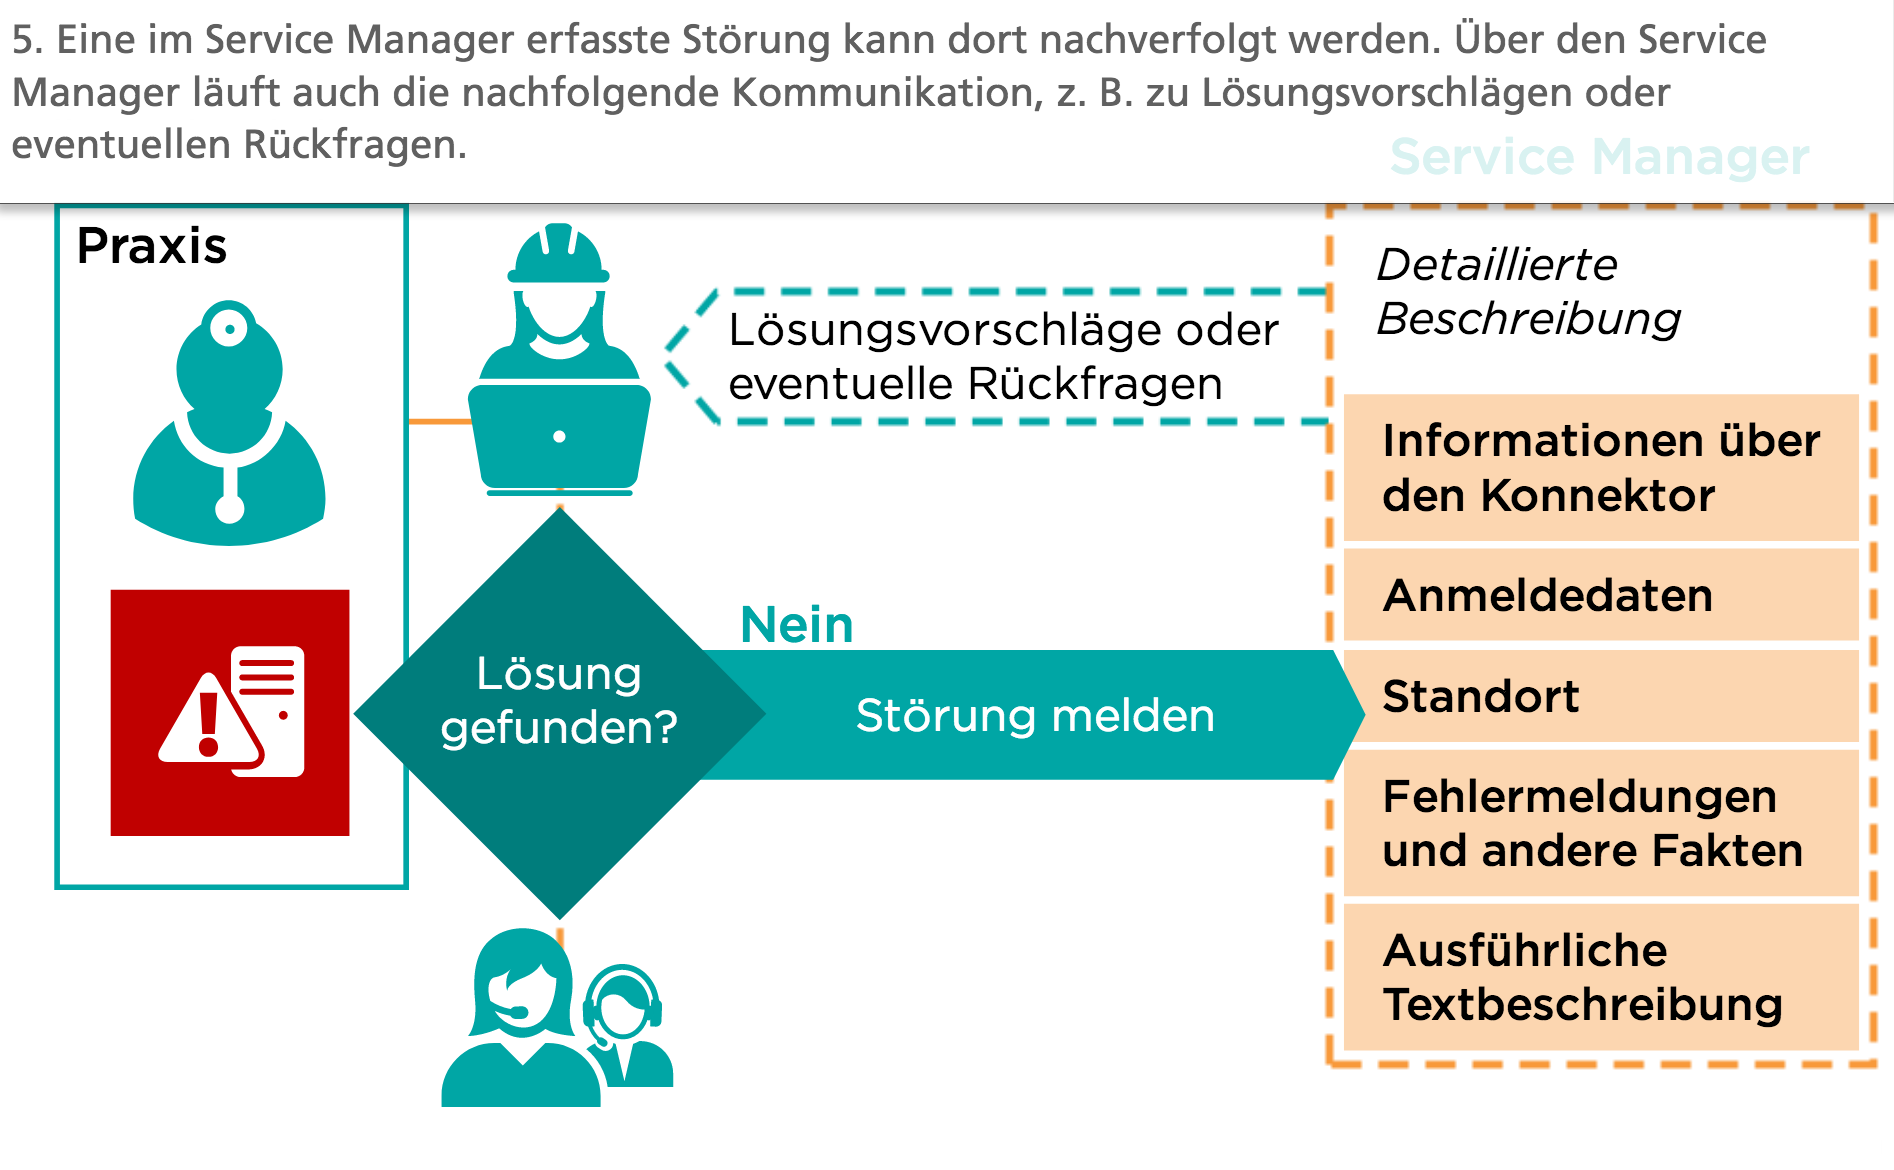 5. Eine im Service Manager erfasste Störung kann dort nachverfolgt werden. Über den Service
Manager läuft auch die nachfolgende Kommunikation, z. B. zu Lösungsvorschlägen oder
eventuellen Rückfragen.
Service Manager
Praxis
Detaillierte
Beschreibung
Lösungsvorschläge oder
eventuelle Rückfragen
Informationen über
den Konnektor
Anmeldedaten
Nein
Lösung
gefunden?
Störung melden
Standort
Fehlermeldungen
und andere Fakten
Ausführliche
Textbeschreibung